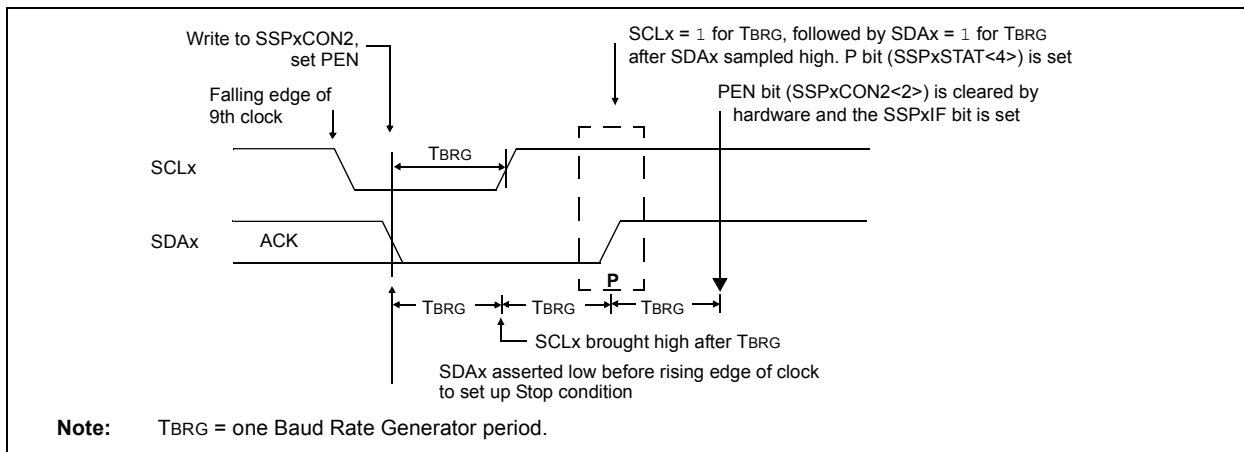 Write to SSPxCON2,
set PEN
SCLx = 1 for TBRG, followed by SDAx = 1 for TBRG
after SDAx sampled high. P bit (SSPxSTAT<4>) is set
Falling edge of
9th clock
PEN bit (SSPxCON2<2>) is cleared by
hardware and the SSPxIF bit is set
TBRG
SCLx
SDAx
ACK
P
TBRG
TBRG
TBRG
SCLx brought high after TBRG
SDAx asserted low before rising edge of clock
to set up Stop condition
Note: TBRG = one Baud Rate Generator period.